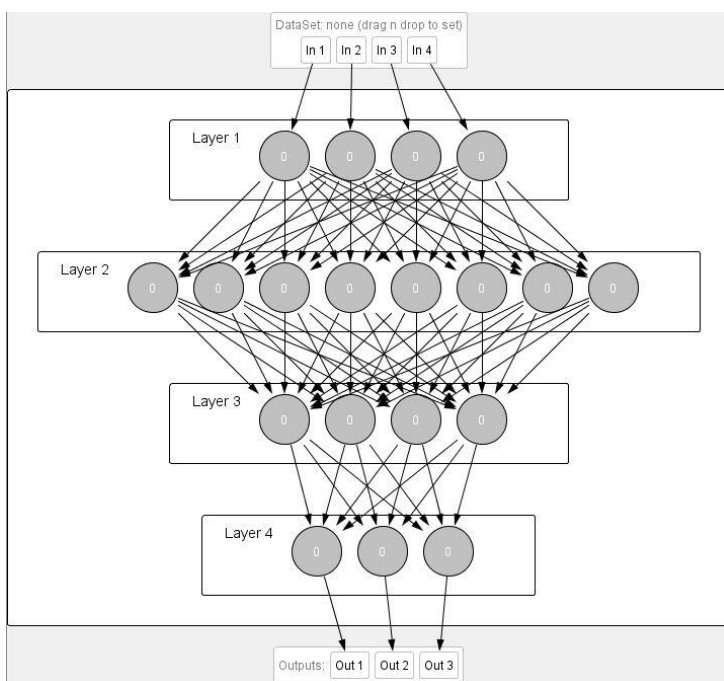 DataSet: none (drag n drop to set)
In 1 In 2 In 3 In 4
Layer 1
0 0 0 0
Layer 2
0 0 0 0 0 0 0 0
Layer 3
0 0 0 0
Layer 4
0 0 0
Outputs: Out 1 Out 2 Out 3